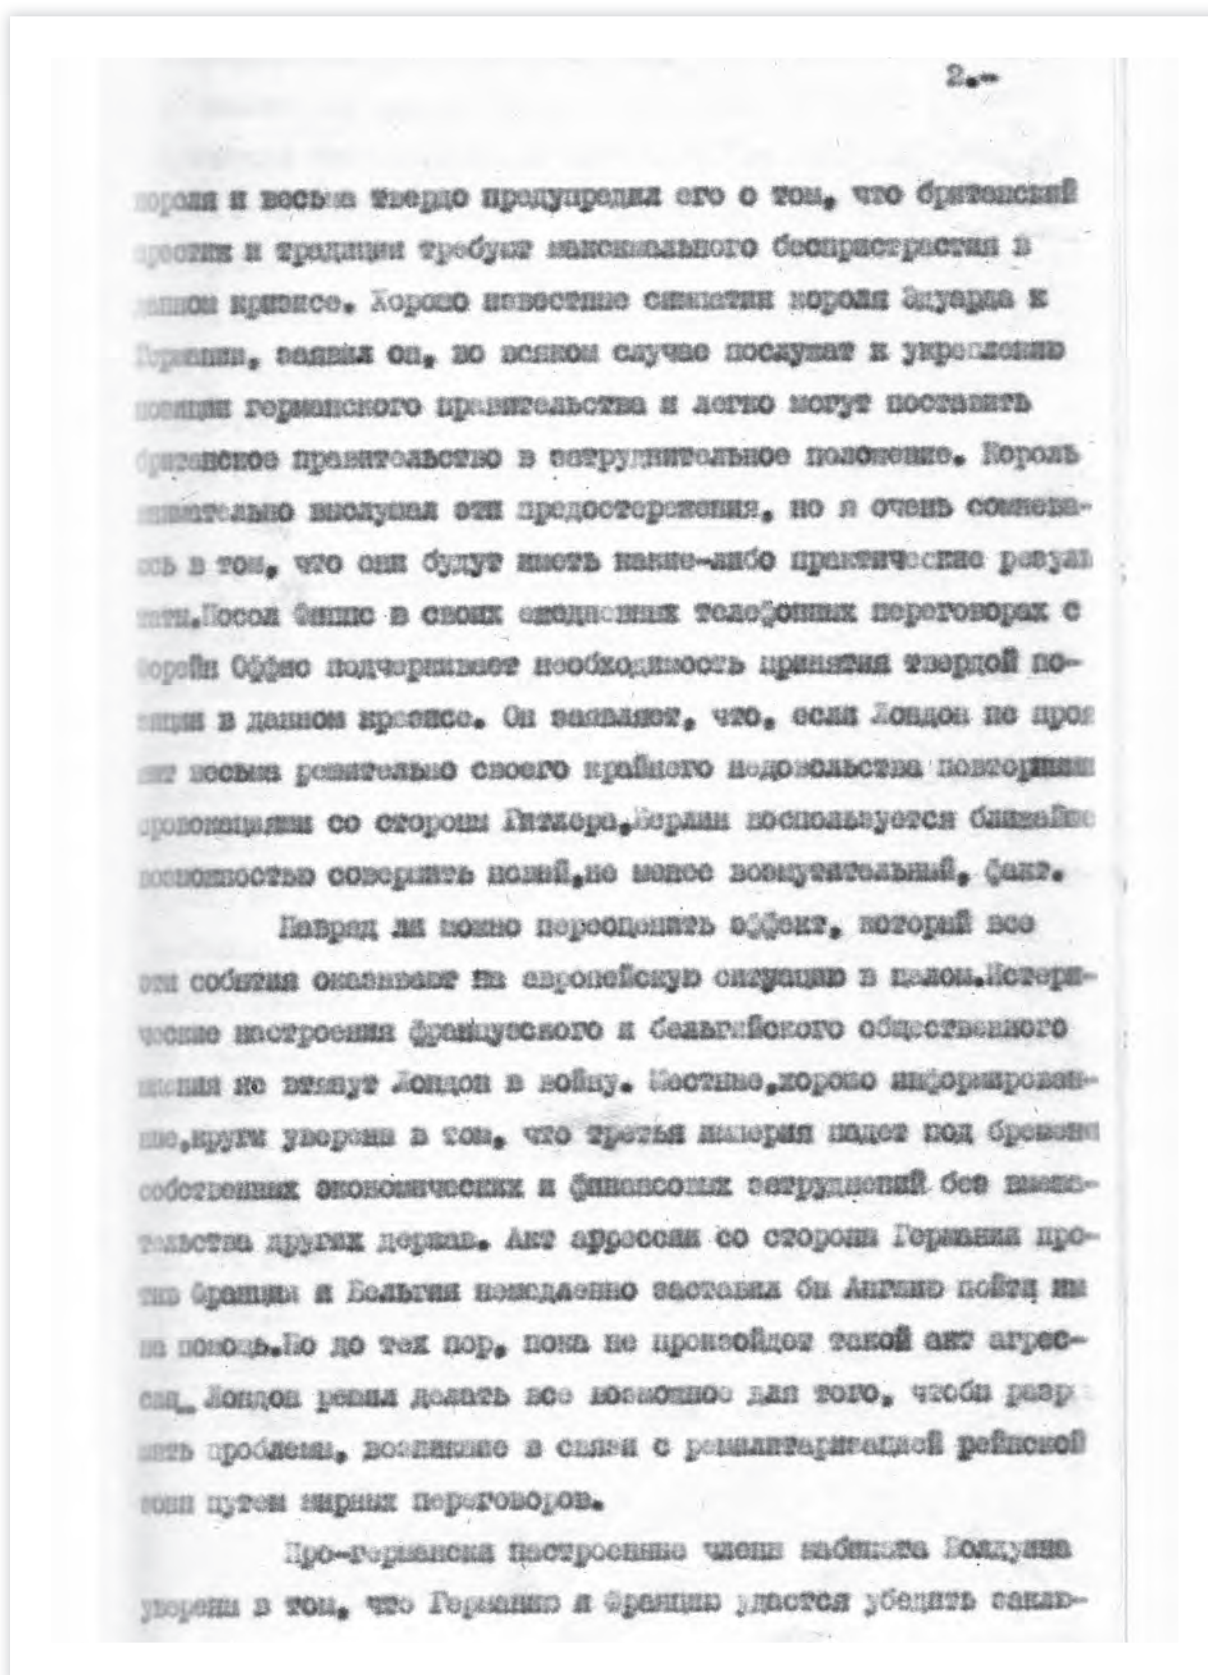 2.-
короля и весьма твердо предупредил его о том, что британский
престиж и традиции требуют максимального беспристрастия в
данном кризисе. Хорошо известные симпатии короля Эдуарда к
Германии, заявил он, во всяком случае послужат к укреплению
позиции германского правительства и легко могут поставить
британское правительство в затруднительное положение. Король
внимательно выслушал эти предостережения, но я очень сомнева-
юсь в том, что они будут иметь какие-либо практические резуль
таты.Посол Фиппс в своих ежедневных телефонных переговорах с
Форейн Оффис подчеркивает необходимость принятия твердой по-
зиции в данном кризисе. Он заявляет, что, если Лондон не проя
вит весьма решительно своего крайнего недовольства повторными
провокациями со стороны Гитлера,Берлин воспользуется ближайше
возможностью совершить новый,не менее возмутительный, факт.
Навряд ли можно переоценить эффект, который все
эти события оказывают на европейскую ситуацию в целом.Истери-
ческие настроения французского и бельгийского общественного
мнения не втянут Лондон в войну. Местные,хорошо информирован-
ные,круги уверены в том, что третья империя падет под бременем
собственных экономических и финансовых затруднений без вмеша-
тельства других держав. Акт агрессии со стороны Германии про-
тив Франции и Бельгии немедленно заставил бы Англию пойти им
на помощь.Но до тех пор, пока не произойдет такой акт агрес-
сии_ Лондон решил делать все возможное для того, чтобы разр
шить проблемы, возникшие в связи с ремилитаризацией рейнской
зоны путем мирных переговоров.
Про-германски настроенные члены кабинета Болдуина
уверены в том, что Германию и Францию удастся убедить заклю-